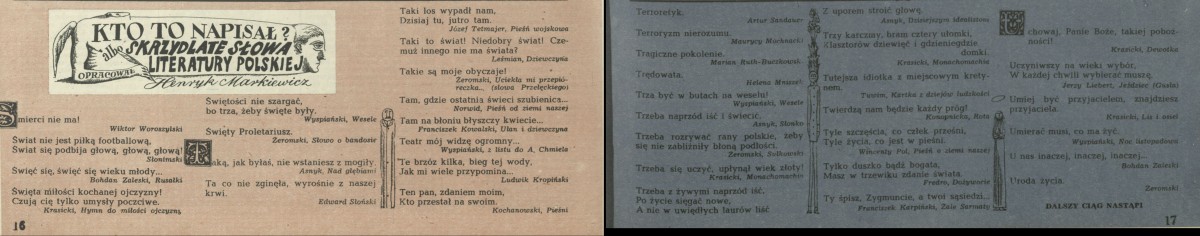 KTO TO NAPISAŁ?
albo SKRZYDLATE SŁOWA
LITERATURY POLSKIEJ
OPRACOWAŁ Henryk Markiewicz
Smierci nie ma!
Wiktor Woroszylski
Świat nie jest piłką footballową,
Świat się podbija głową, głową, głową!
Słonimski
Święć się, święć się wieku młody...
Bohdan Zaleski, Rusałki
Święta miłości kochanej ojczyzny!
Czują cię tylko umysły poczciwe.
Krasicki, Hymn do miłości ojczyzny
Świętości nie szargać,
bo trza, żeby święte były.
Wyspiański, Wesele
Święty Proletariusz.
Żeromski, Słowo o bandosie
Taką, jak byłaś, nie wstaniesz z mogiły.
Asnyk, Nad głębiami
Ta co nie zginęła, wyrośnie z naszej
krwi.
Edward Słoński
Taki los wypadł nam,
Dzisiaj tu, jutro tam.
Józef Tetmajer, Pieśń wojskowa
Taki to świat! Niedobry świat! Cze-
muż innego nie ma świata?
Leśmian, Dziewczyna
Takie są moje obyczaje!
Żeromski, Uciekła mi przepió-
reczka... (słowa Przełęckiego)
Tam, gdzie ostatnia świeci szubienica...
Norwid, Pieśń od ziemi naszej
Tam na błoniu błyszczy kwiecie...
Franciszek Kowalski, Ułan i dziewczyna
Teatr mój widzę ogromny...
Wyspiański, z listu do A. Chmiela
Te brzóz kilka, bieg tej wody,
Jak mi wiele przypomina...
Ludwik Kropiński
Ten pan, zdaniem moim,
Kto przestał na swoim.
Kochanowski, Pieśni
16
Terrorefyk.
Artur Sandauer
Terroryzm nierozumu.
Maurycy Mochnacki
Tragiczne pokolenie.
Marian Ruth-Buczkowski
Trędowata.
Helena Mniszek
Trza być w butach na weselu!
Wyspiański, Wesele
Trzeba naprzód iść i świecić.
Asnyk, Słonko
Trzeba rozrywać rany polskie, żeby
się nie zabliźniły błoną podłości.
Żeromski, Sułkowski
Trzeba się uczyć, upłynął wiek złoty!
Krasicki, Monachomachia
Trzeba z żywymi naprzód iść.
Po życie sięgać nowe,
A nie w uwiędłych laurów liść
Z uporem stroić głowę.
Asnyk, Dzisiejszym idealistom
Trzy karczmy, bram cztery ułomki,
Klasztorów dziewięć i gdzieniegdzie
domki.
Krasicki, Monachomachia
Tutejsza idiotka z miejscowym krety-
nem.
Tuwim, Kartka z dziejów ludzkości
Twierdzą nam będzie każdy próg!
Konopnicka, Rota
Tyle szczęścia, co człek prześni,
Tyle życia, co jest w pieśni.
Wincenty Pol, Pieśń o ziemi naszej
Tylko duszko bądź bogata,
Masz w trzewiku zdanie świata.
Fredro, Dożywocie
Ty śpisz, Zygmuncie, a twoi sąsiedzi...
Franciszek Karpiński, Żale Sarmaty
Uchowaj, Panie Boże, takiej poboż-
ności!
Krasicki, Dewotka
Uczyniwszy na wieki wybór,
W każdej chwili wybierać muszę.
Jerzy Liebert, Jeździec (Gusła)
Umiej być przyjacielem, znajdziesz
przyjaciela.
Krasicki, Lis i osieł
Umierać musi, co ma żyć.
Wyspiański, Noc listopadowa
U nas inaczej, inaczej, inaczej...
Bohdan Zaleski
Uroda życia.
Żeromski
DALSZY CIĄG NASTĄPI
17